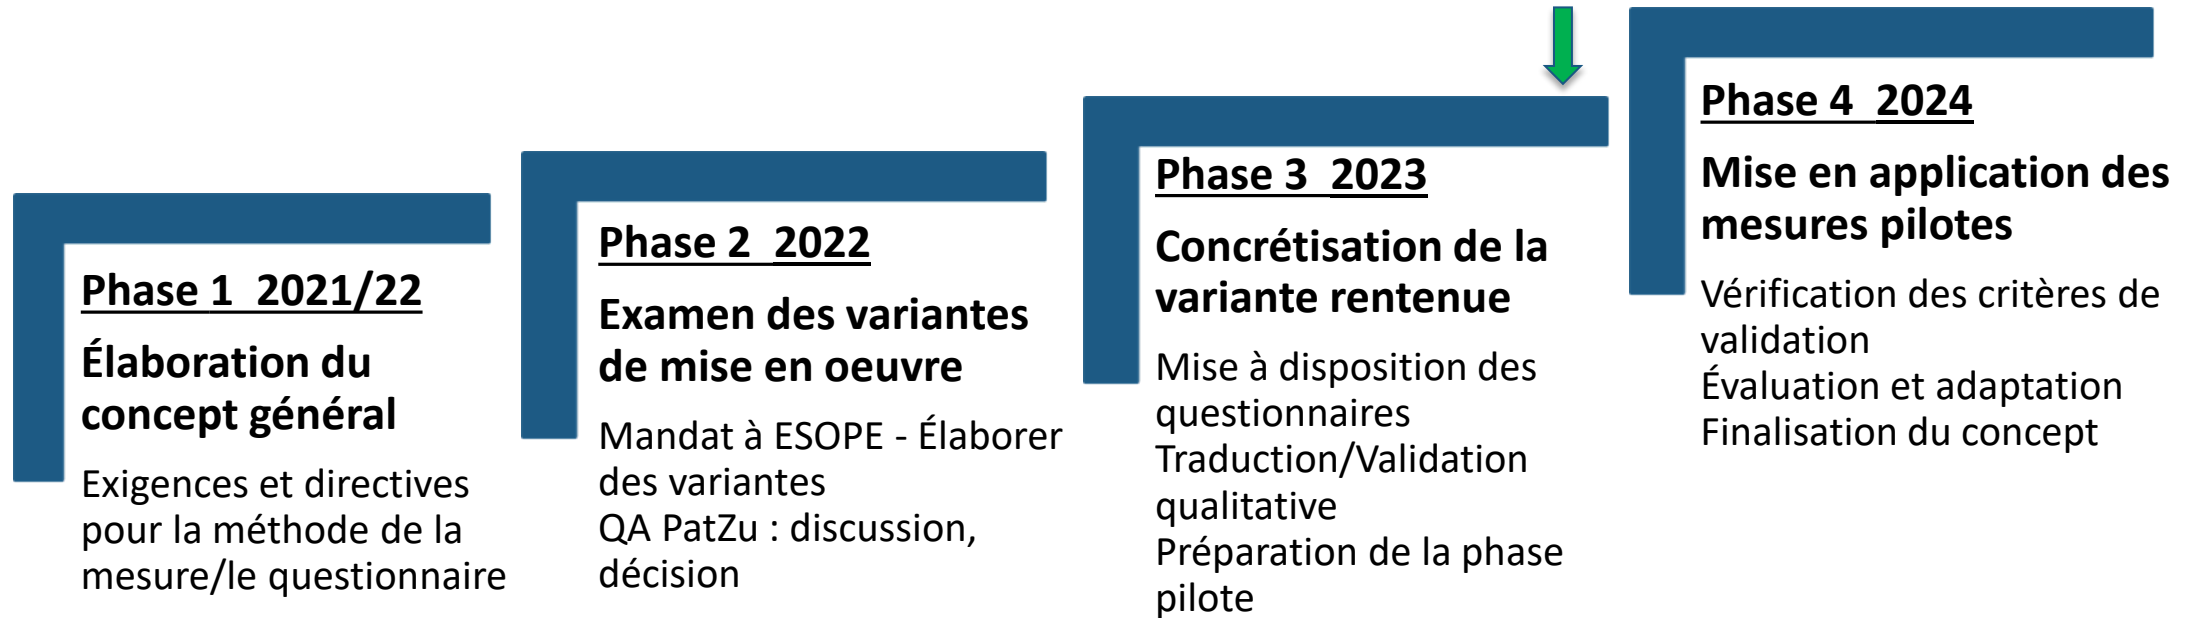 Phase 1  2021/22
Élaboration du
concept général
Exigences et directives
pour la méthode de la
mesure/le questionnaire
Phase 2  2022
Examen des variantes
de mise en oeuvre
Mandat à ESOPE - Élaborer
des variantes
QA PatZu : discussion,
décision
Phase 3  2023
Concrétisation de la
variante rentenue
Mise à disposition des
questionnaires
Traduction/Validation
qualitative
Préparation de la phase
pilote
Phase 4  2024
Mise en application des
mesures pilotes
Vérification des critères de
validation
Évaluation et adaptation
Finalisation du concept